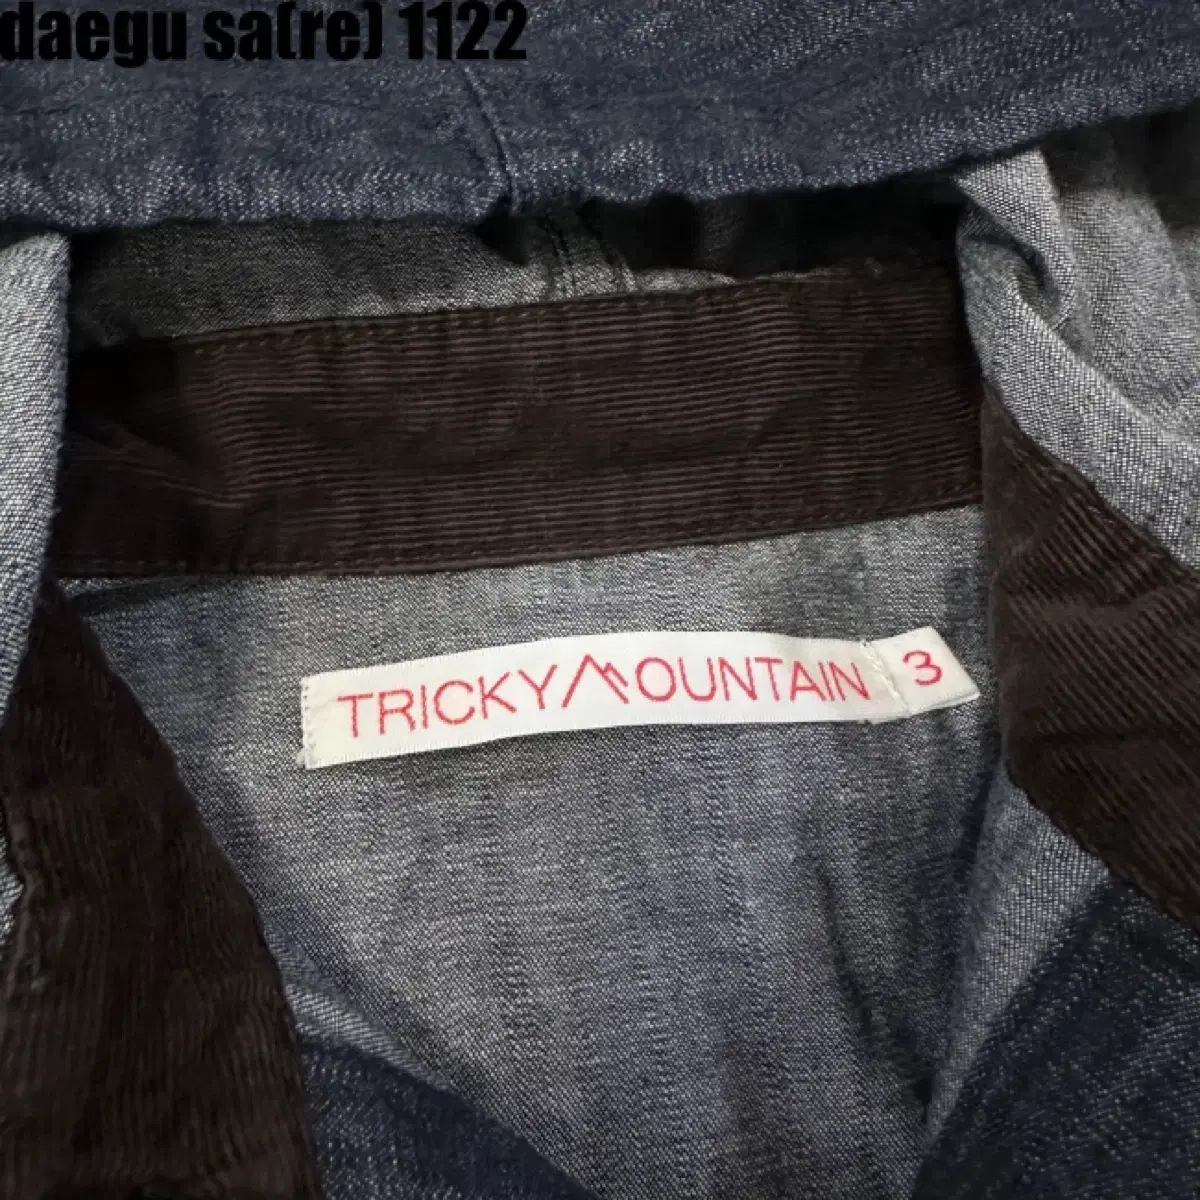 daegu sa(re) 1122
TRICKY MOUNTAIN 3